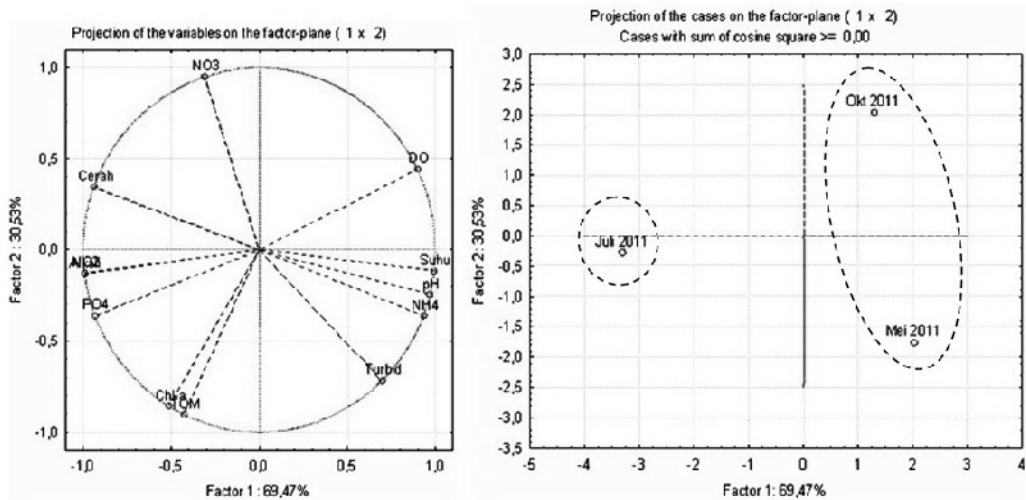 Projection of the variables on the factor-plane ( 1 x 2)
NO3
DO
Cerah
NO2
PO4
Suhu
pH
NH4
Turbd
Chl-a
TOM
1,0
0,5
0,0
-0,5
-1,0
-1,0
-0,5
0,0
0,5
1,0
Factor 2 : 30,53%
Factor 1 : 69,47%
Projection of the cases on the factor-plane ( 1 x 2)
Cases with sum of cosine square >= 0,00
Okt 2011
Juli 2011
Mei 2011
3,0
2,5
2,0
1,5
1,0
0,5
0,0
-0,5
-1,0
-1,5
-2,0
-2,5
-3,0
-3,5
-5
-4
-3
-2
-1
0
1
2
3
4
Factor 2 : 30,53%
Factor 1: 69,47%